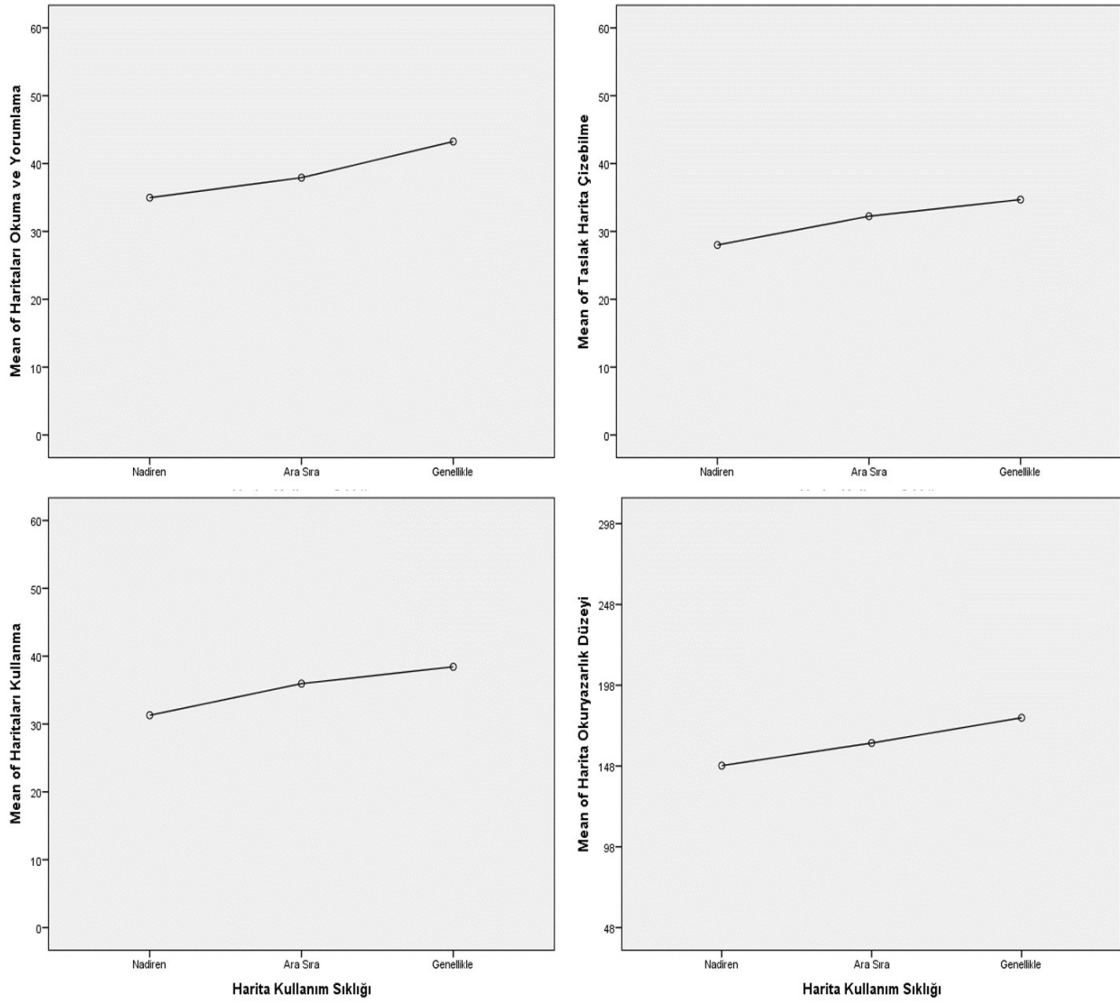 Mean of Haritaları Okuma ve Yorumlama
60
50
40
30
20
10
0
Nadiren
Ara Sıra
Genellikle
Mean of Taslak Harita Çizebilme
60
50
40
30
20
10
0
Nadiren
Ara Sıra
Genellikle
Mean of Haritaları Kullanma
60
50
40
30
20
10
0
Nadiren
Ara Sıra
Genellikle
Harita Kullanım Sıklığı
Mean of Harita Okuryazarlık Düzeyi
298
248
198
148
98
48
Nadiren
Ara Sıra
Genellikle
Harita Kullanım Sıklığı